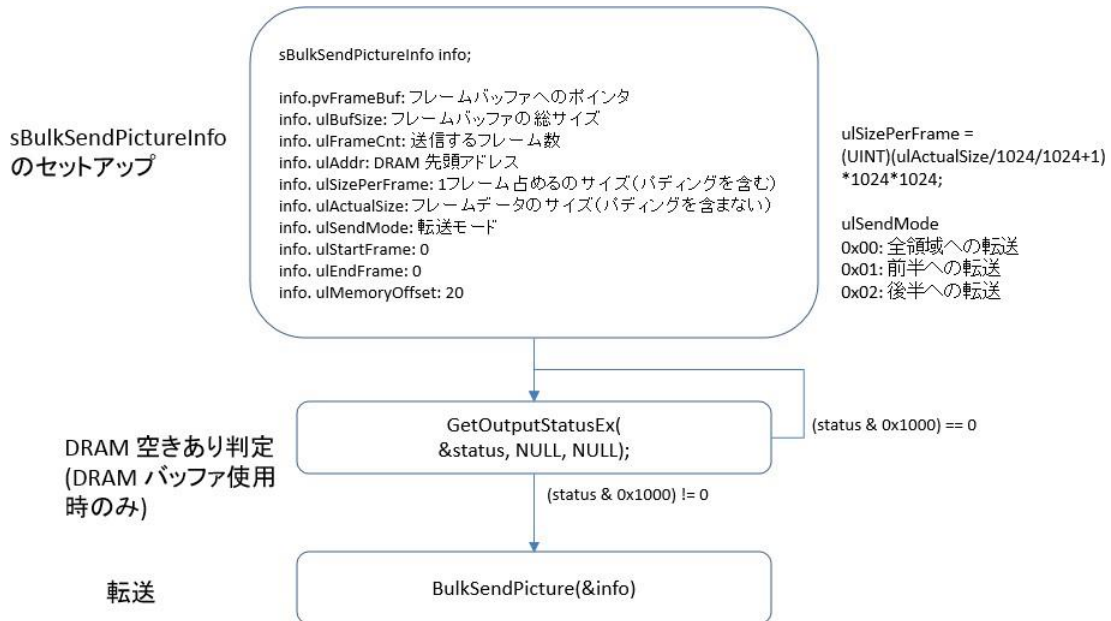 sBulkSendPictureInfo
のセットアップ
sBulkSendPictureInfo info;
info.pvFrameBuf: フレームバッファへのポインタ
info. ulBufSize: フレームバッファの総サイズ
info. ulFrameCnt: 送信するフレーム数
info. ulAddr: DRAM 先頭アドレス
info. ulSizePerFrame: 1フレーム占めるのサイズ(パディングを含む)
info. ulActualSize: フレームデータのサイズ(パディングを含まない)
info. ulSendMode: 転送モード
info. ulStartFrame: 0
info. ulEndFrame: 0
info. ulMemoryOffset: 20
ulSizePerFrame =
(UINT)(ulActualSize/1024/1024+1)
*1024*1024;
ulSendMode
0x00: 全領域への転送
0x01: 前半への転送
0x02: 後半への転送
DRAM 空きあり判定
(DRAM バッファ使用
時のみ)
GetOutputStatusEx(
&status, NULL, NULL);
(status & 0x1000) == 0
(status & 0x1000) != 0
転送
BulkSendPicture(&info)